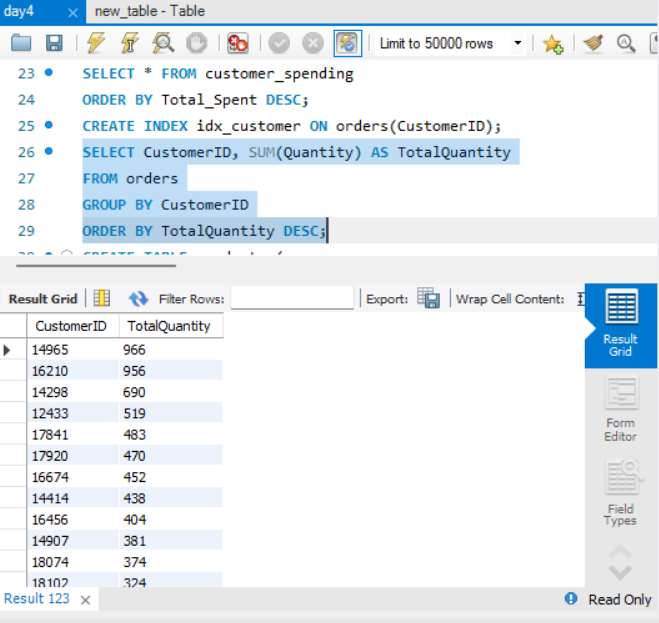 day4 × new_table - Table
Limit to 50000 rows
23 SELECT * FROM customer_spending
24 ORDER BY Total_Spent DESC;
25 CREATE INDEX idx_customer ON orders(CustomerID);
26 SELECT CustomerID, SUM(Quantity) AS TotalQuantity
27 FROM orders
28 GROUP BY CustomerID
29 ORDER BY TotalQuantity DESC;
Result Grid Filter Rows: Export: Wrap Cell Content:
CustomerID TotalQuantity
14965 966
16210 956
14298 690
12433 519
17841 483
17920 470
16674 452
14414 438
16456 404
14907 381
18074 374
18102 324
Result
Grid
Form
Editor
Field
Types
Result 123 × Read Only